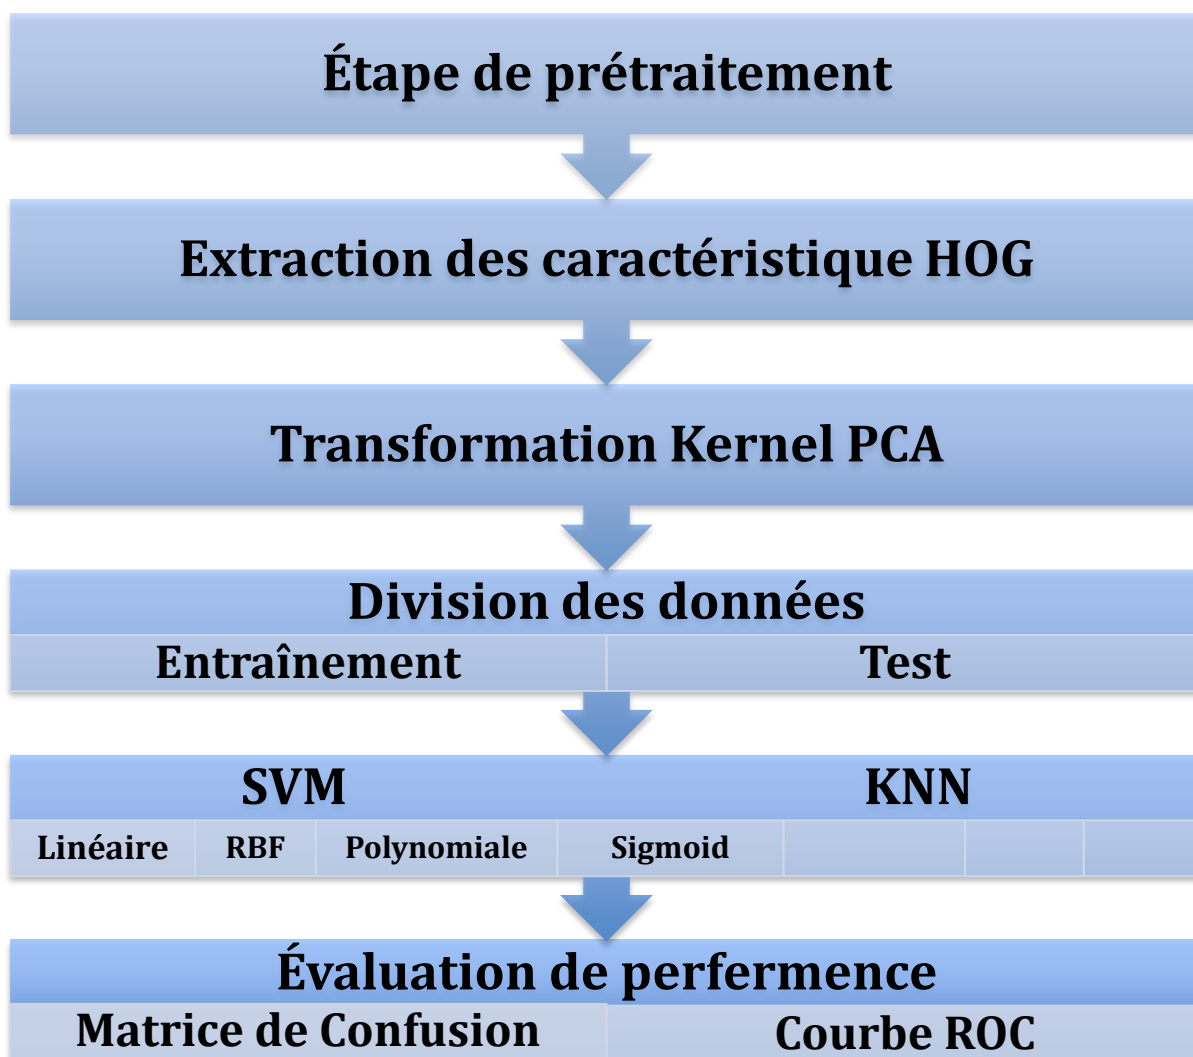 Étape de prétraitement
Extraction des caractéristique HOG
Transformation Kernel PCA
Division des données
Entraînement Test
SVM KNN
Linéaire RBF Polynomiale Sigmoid
Évaluation de perfermence
Matrice de Confusion Courbe ROC